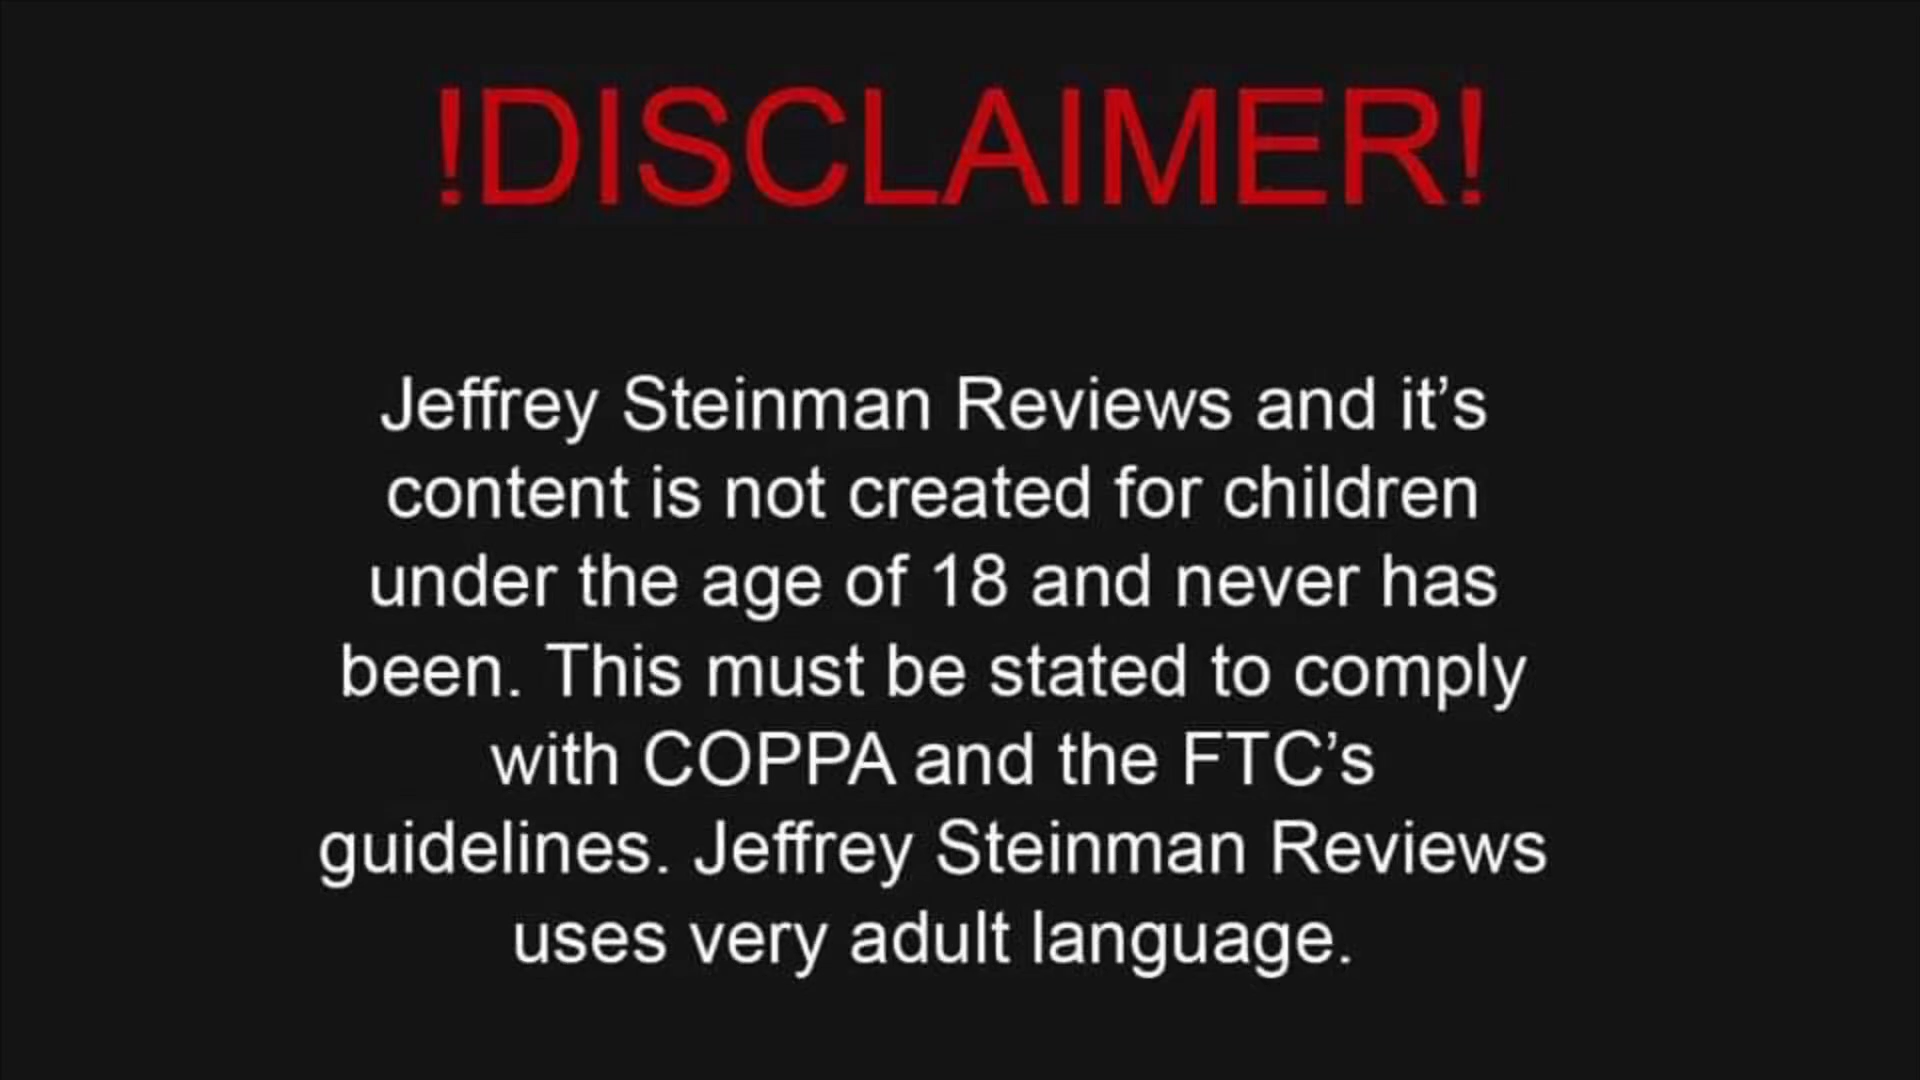 !DISCLAIMER!
Jeffrey Steinman Reviews and it’s
content is not created for children
under the age of 18 and never has
been. This must be stated to comply
with COPPA and the FTC’s
guidelines. Jeffrey Steinman Reviews
uses very adult language.